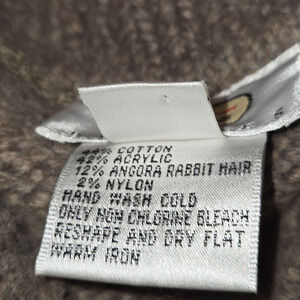 44% COTTON
42% ACRYLIC
12% ANGORA RABBIT HAIR
2% NYLON
HAND WASH COLD
ONLY NON CHLORINE BLEACH
RESHAPE AND DRY FLAT
WARM IRON